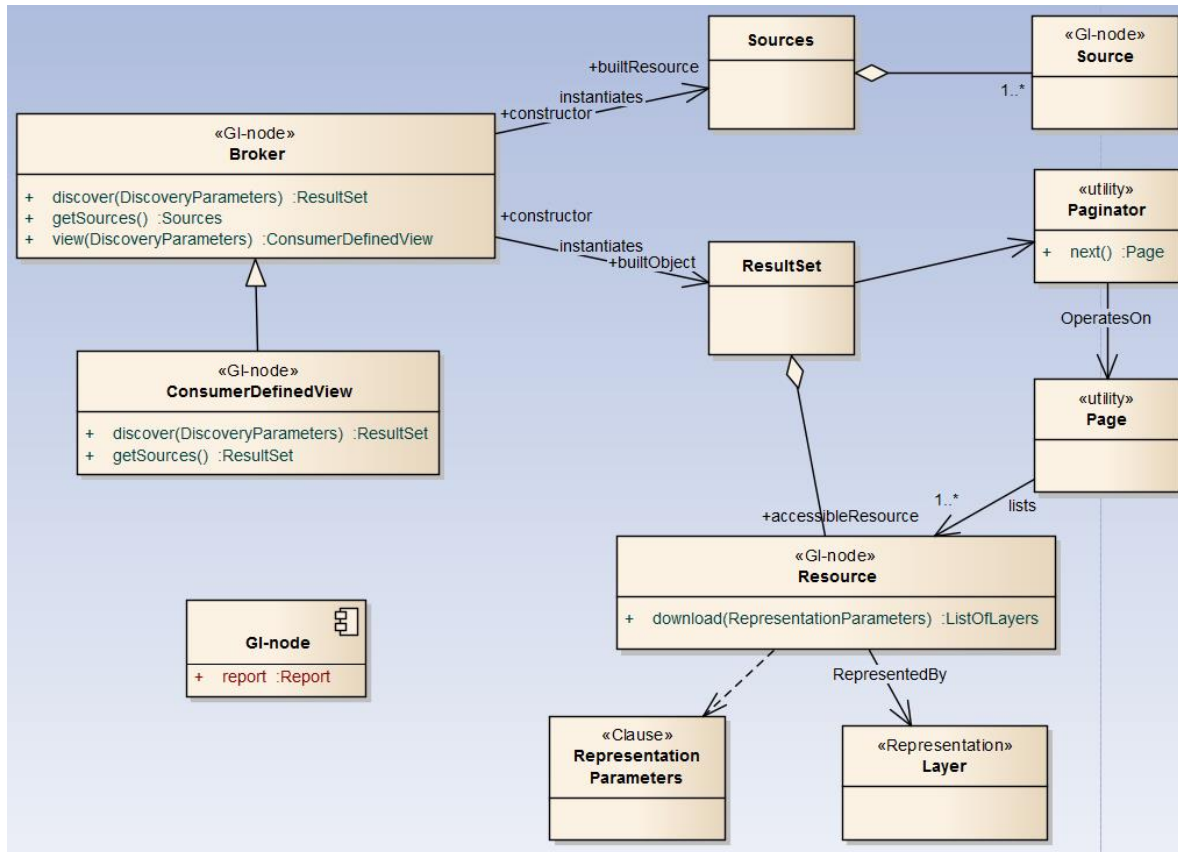 Sources
«GI-node»
Source
1..*
+builtResource
instantiates
+constructor
«GI-node»
Broker
+ discover(DiscoveryParameters) :ResultSet
+ getSources() :Sources
+ view(DiscoveryParameters) :ConsumerDefinedView
+constructor
instantiates
+builtObject
ResultSet
«utility»
Paginator
+ next() :Page
OperatesOn
«utility»
Page
«GI-node»
ConsumerDefinedView
+ discover(DiscoveryParameters) :ResultSet
+ getSources() :ResultSet
1..*
lists
+accessibleResource
«GI-node»
Resource
+ download(RepresentationParameters) :ListOfLayers
GI-node
+ report :Report
RepresentedBy
«Clause»
Representation
Parameters
«Representation»
Layer